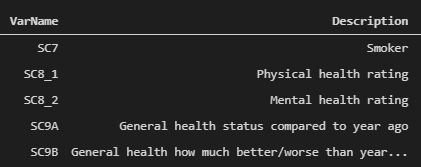 VarName Description
SC7 Smoker
SC8_1 Physical health rating
SC8_2 Mental health rating
SC9A General health status compared to year ago
SC9B General health how much better/worse than year...